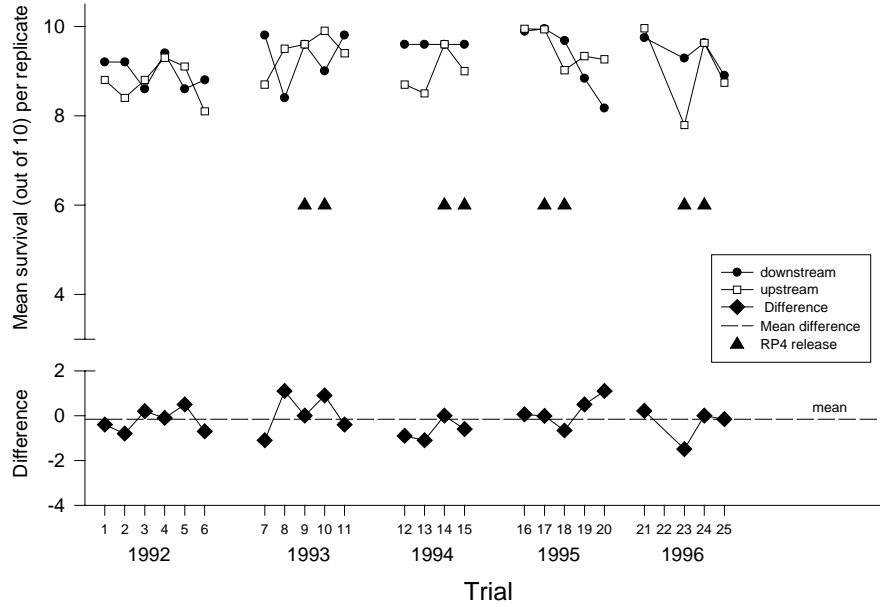 Mean survival (out of 10) per replicate
10
8
6
4
downstream
upstream
Difference
Mean difference
RP4 release
Difference
2
0
-2
-4
mean
1 2 3 4 5 6 7 8 9 10 11 12 13 14 15 16 17 18 19 20 21 22 23 24 25
1992 1993 1994 1995 1996
Trial